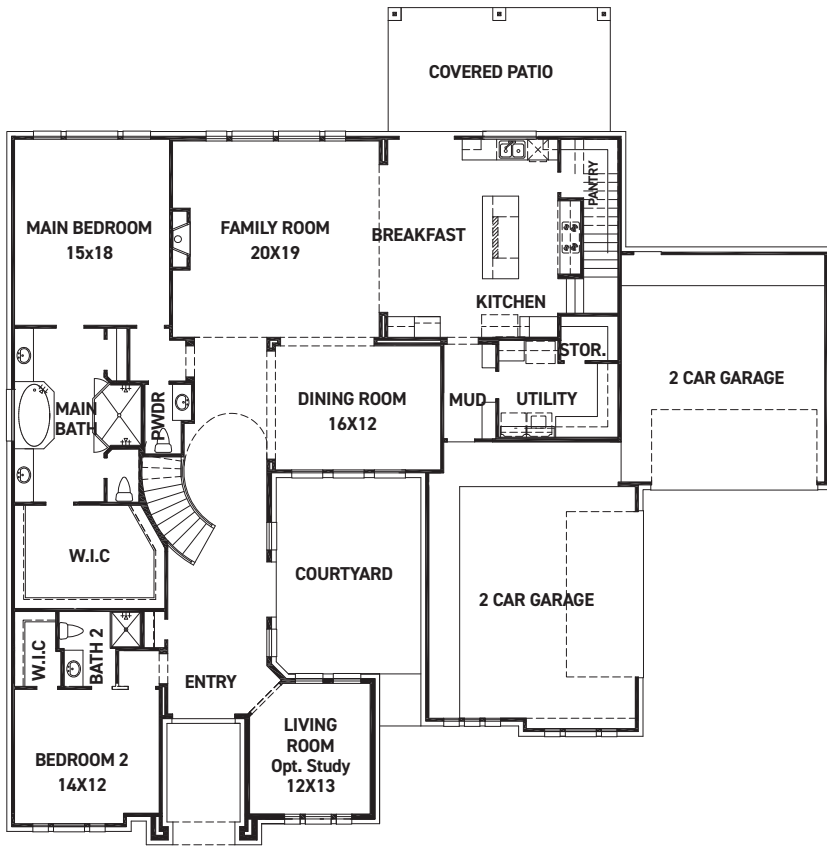 COVERED PATIO
PANTRY
MAIN BEDROOM
15x18
FAMILY ROOM
20X19
BREAKFAST
KITCHEN
STOR.
2 CAR GARAGE
MAIN
BATH
PWDR
DINING ROOM
16X12
MUD
UTILITY
W.I.C
COURTYARD
2 CAR GARAGE
W.I.C
BATH 2
ENTRY
LIVING
ROOM
Opt. Study
12X13
BEDROOM 2
14X12